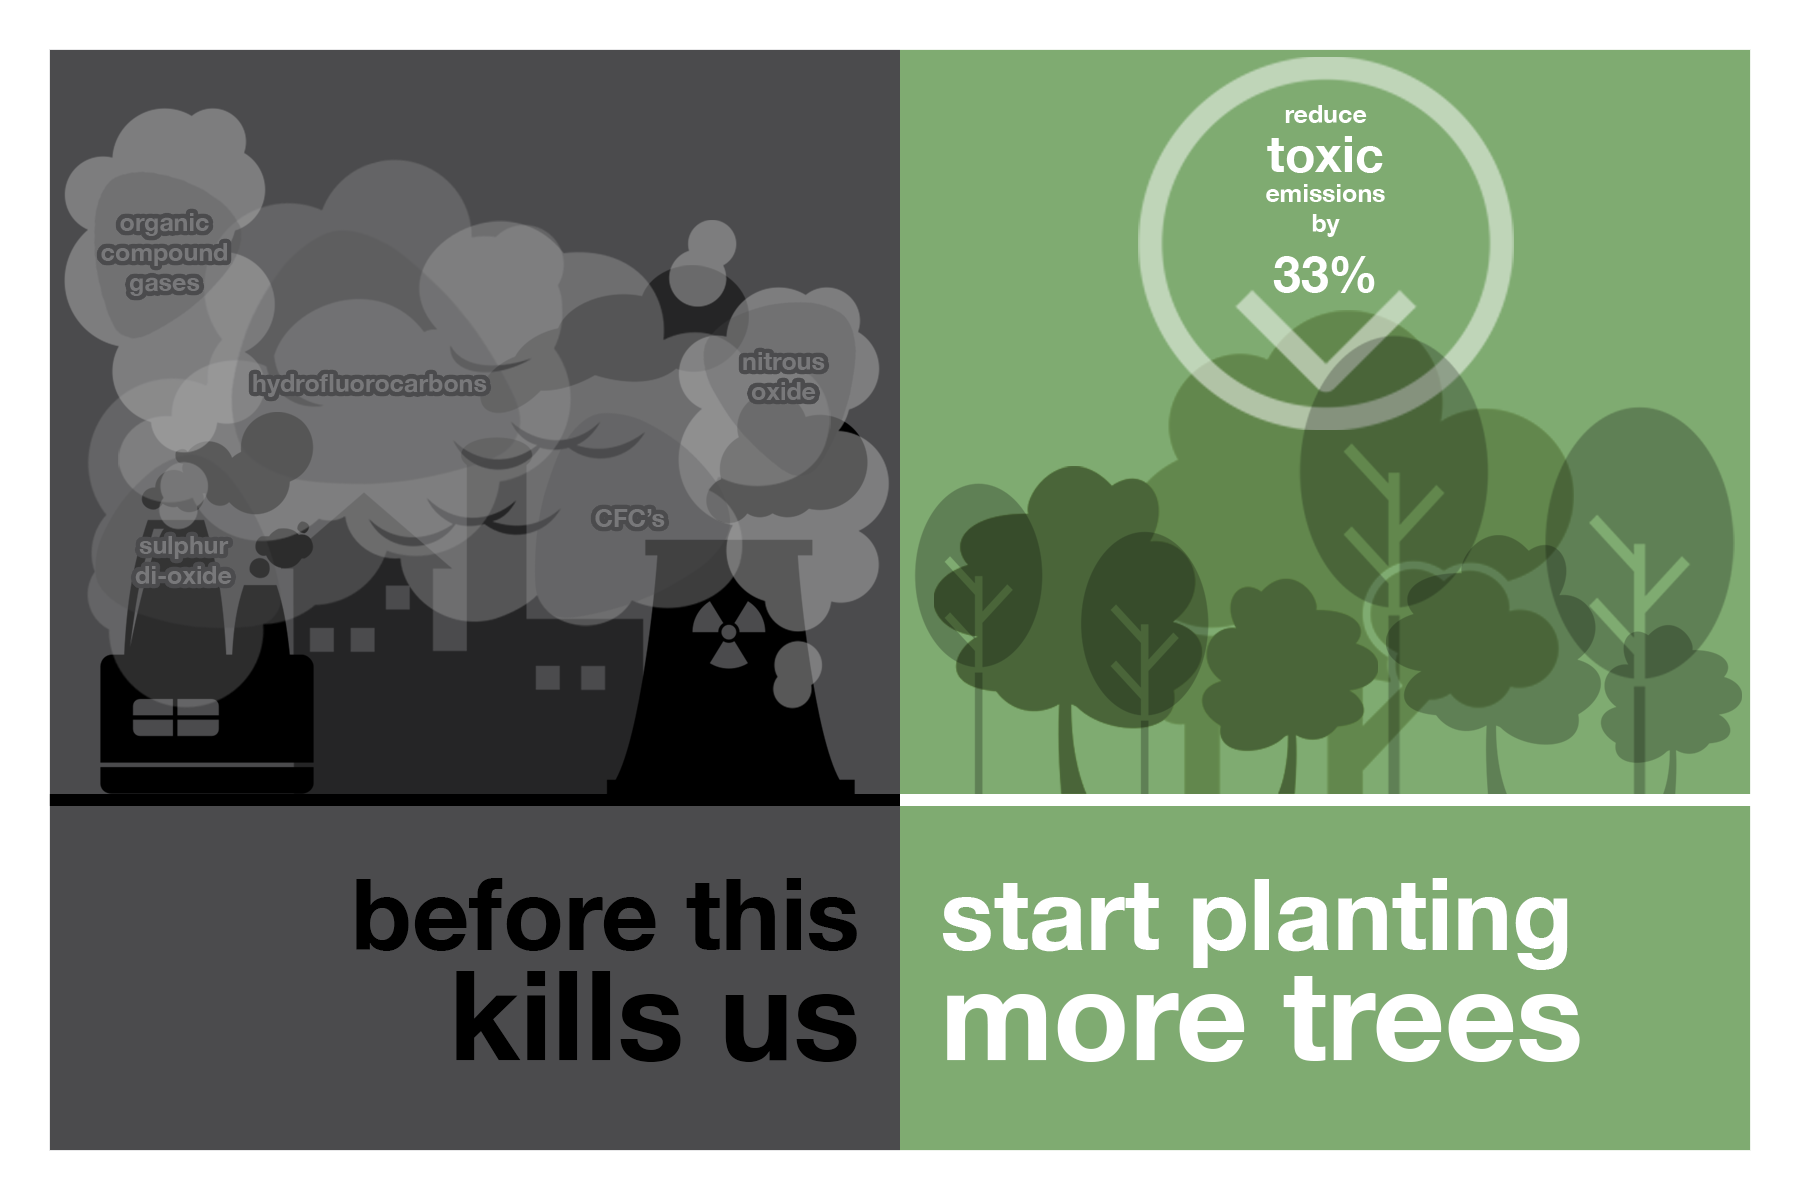 organic
compound
gases
hydrofluorocarbons
nitrous
oxide
CFC's
sulphur
di-oxide
before this
kills us
reduce
toxic
emissions
by
33%
start planting
more trees